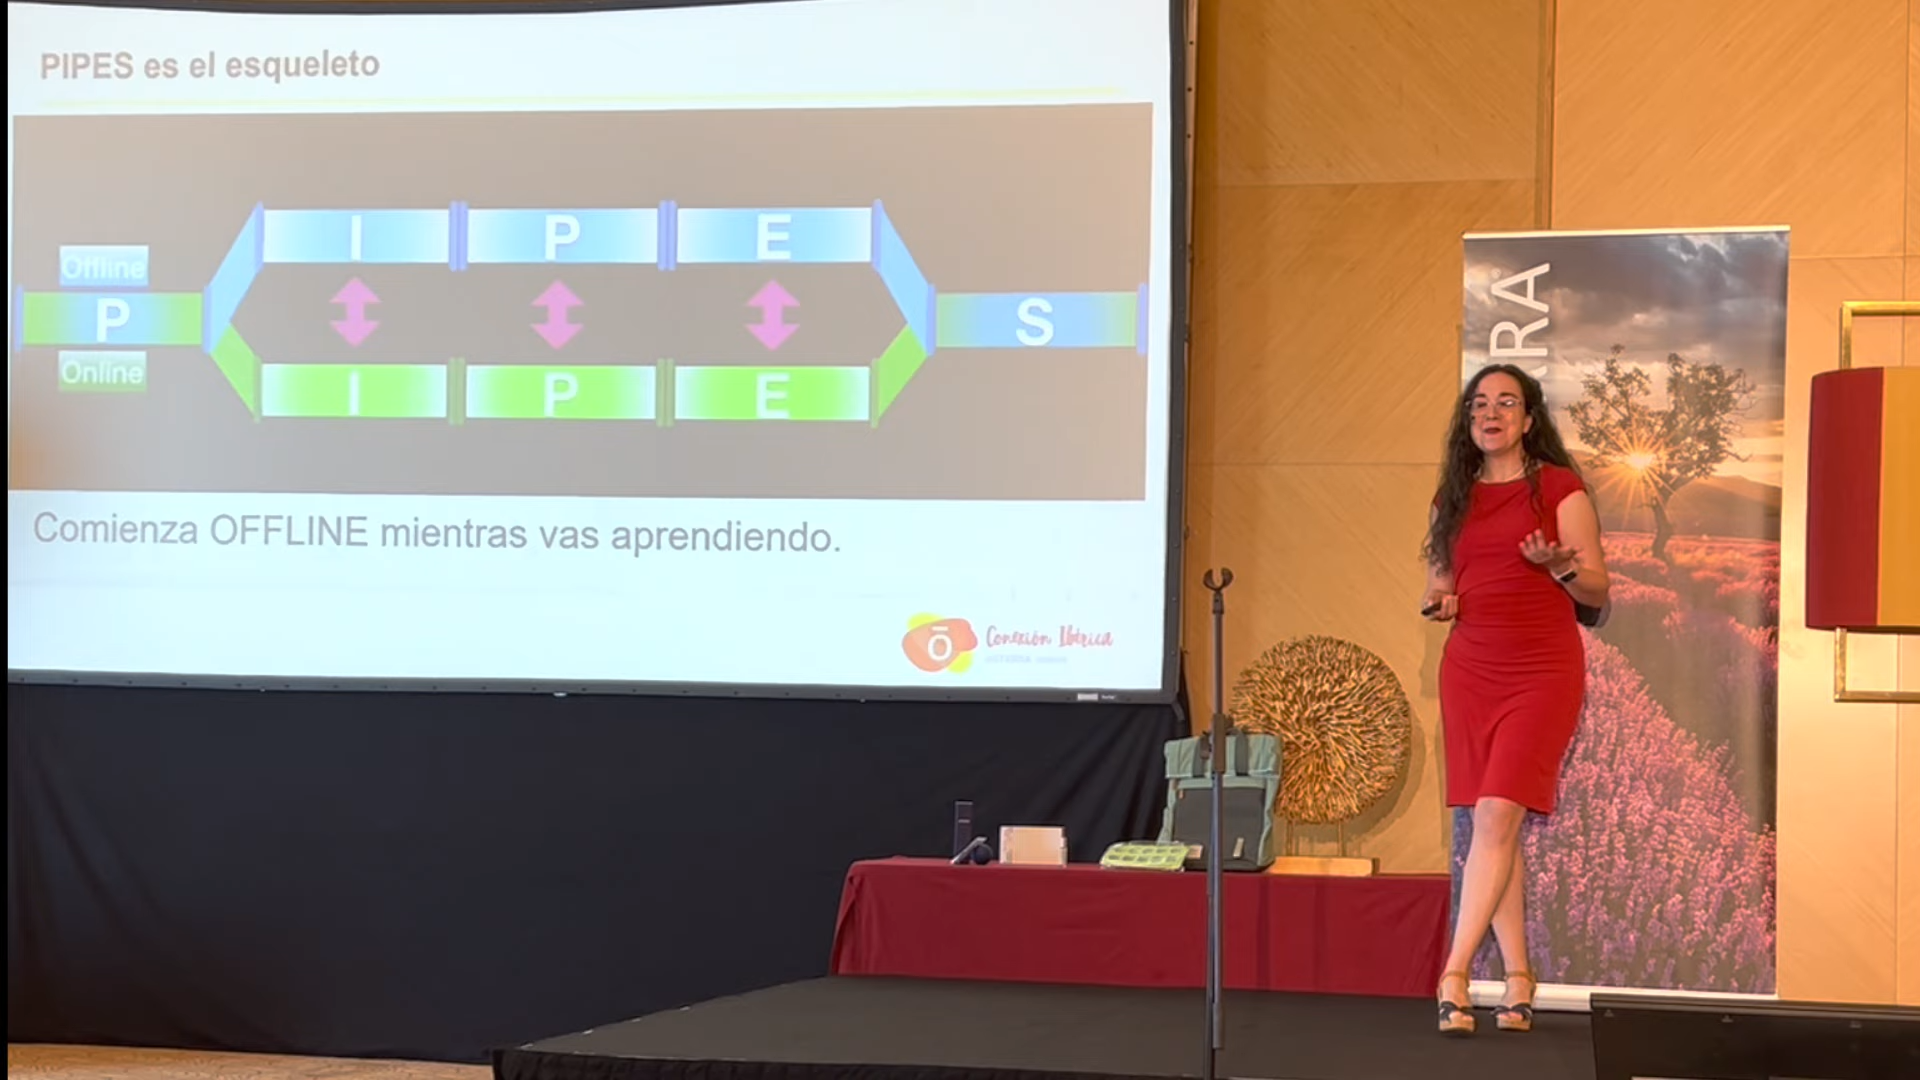 PIPES es el esqueleto
I P E
Offline
P
S
Online
I P E
Comienza OFFLINE mientras vas aprendiendo.
ō Conexión Ibérica
RA